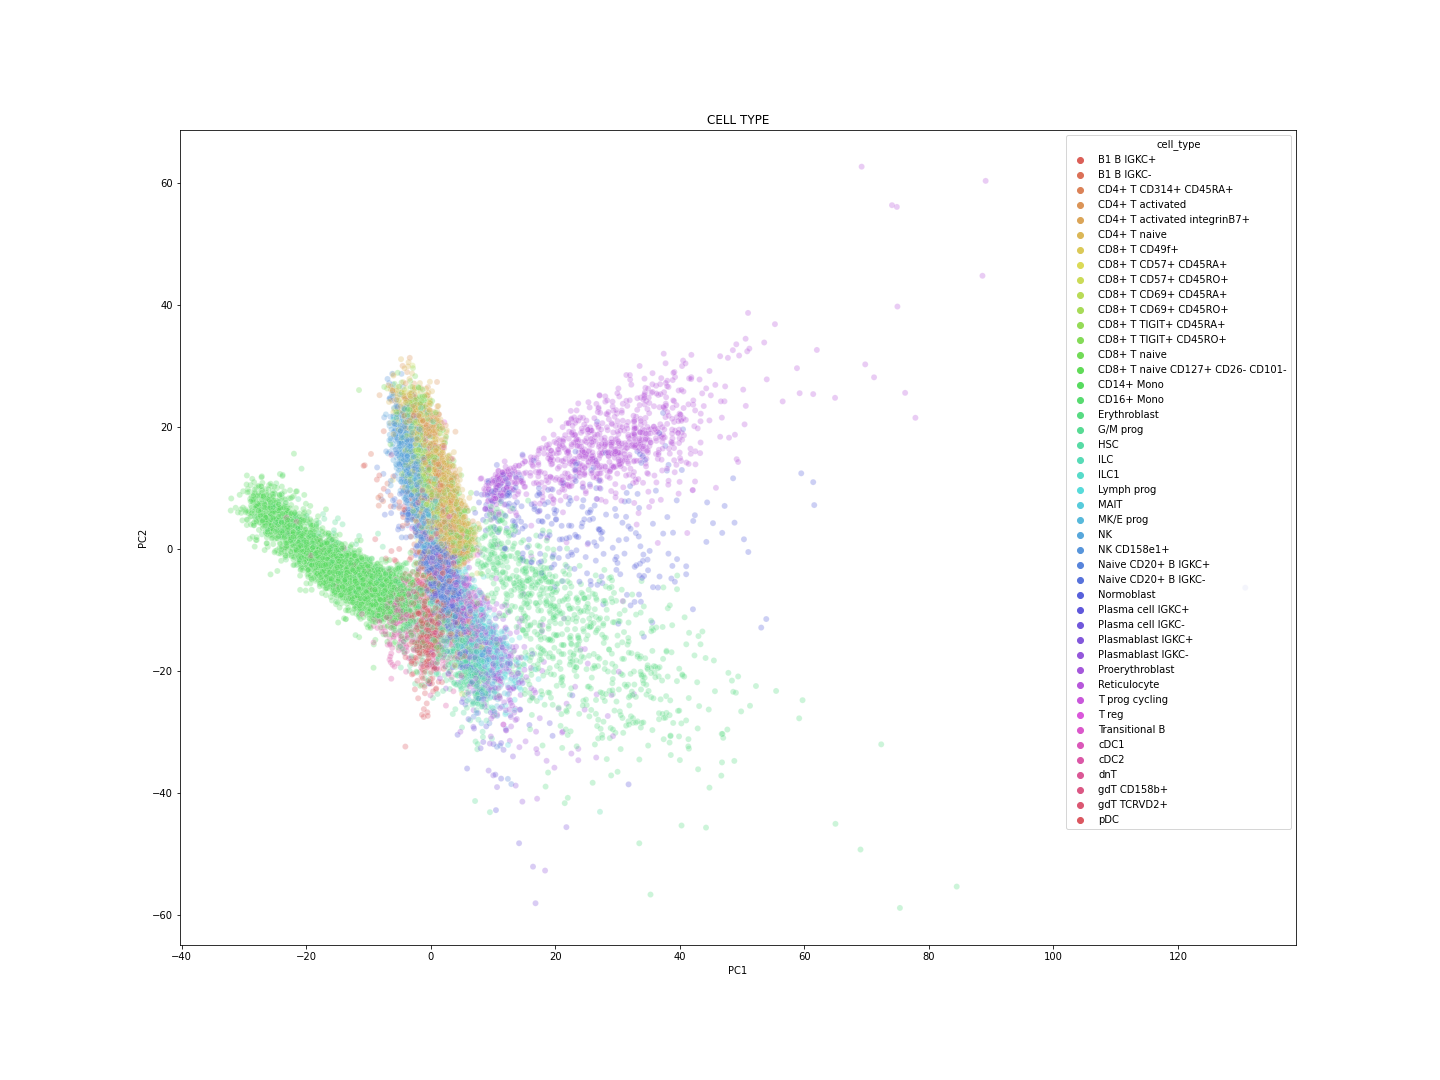 CELL TYPE
cell_type
B1 B IGKC+
B1 B IGKC-
CD4+ T CD314+ CD45RA+
CD4+ T activated
CD4+ T activated integrinB7+
CD4+ T naive
CD8+ T CD49f+
CD8+ T CD57+ CD45RA+
CD8+ T CD57+ CD45RO+
CD8+ T CD69+ CD45RA+
CD8+ T CD69+ CD45RO+
CD8+ T TIGIT+ CD45RA+
CD8+ T TIGIT+ CD45RO+
CD8+ T naive
CD8+ T naive CD127+ CD26- CD101-
CD14+ Mono
CD16+ Mono
Erythroblast
G/M prog
HSC
ILC
ILC1
Lymph prog
MAIT
MK/E prog
NK
NK CD158e1+
Naive CD20+ B IGKC+
Naive CD20+ B IGKC-
Normoblast
Plasma cell IGKC+
Plasma cell IGKC-
Plasmablast IGKC+
Plasmablast IGKC-
Proerythroblast
Reticulocyte
T prog cycling
T reg
Transitional B
cDC1
cDC2
dnT
gdT CD158b+
gdT TCRVD2+
pDC
60
40
20
0
−20
−40
−60
PC2
−40 −20 0 20 40 60 80 100 120
PC1